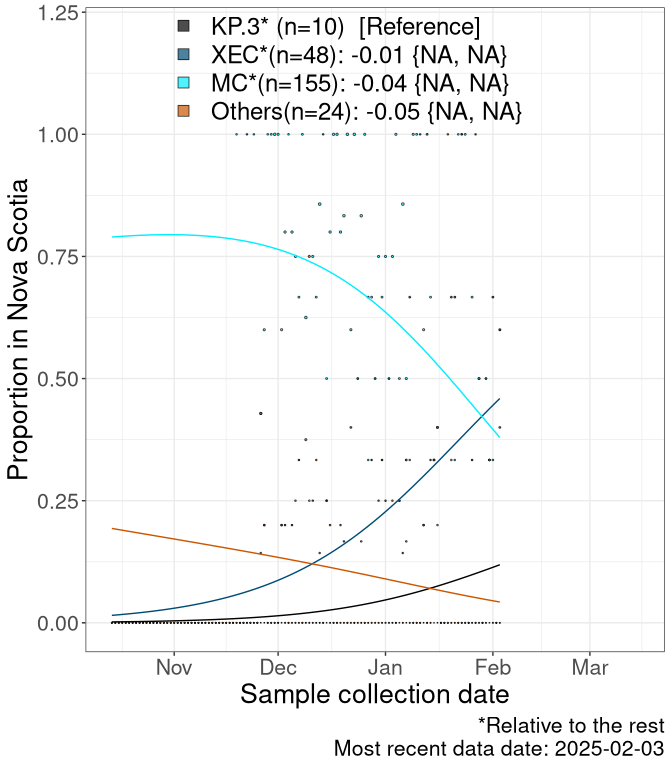 1.25
KP.3* (n=10)  [Reference]
XEC*(n=48): -0.01 {NA, NA}
MC*(n=155): -0.04 {NA, NA}
Others(n=24): -0.05 {NA, NA}
1.00
0.75
0.50
0.25
0.00
Proportion in Nova Scotia
Nov Dec Jan Feb Mar
Sample collection date
*Relative to the rest
Most recent data date: 2025-02-03